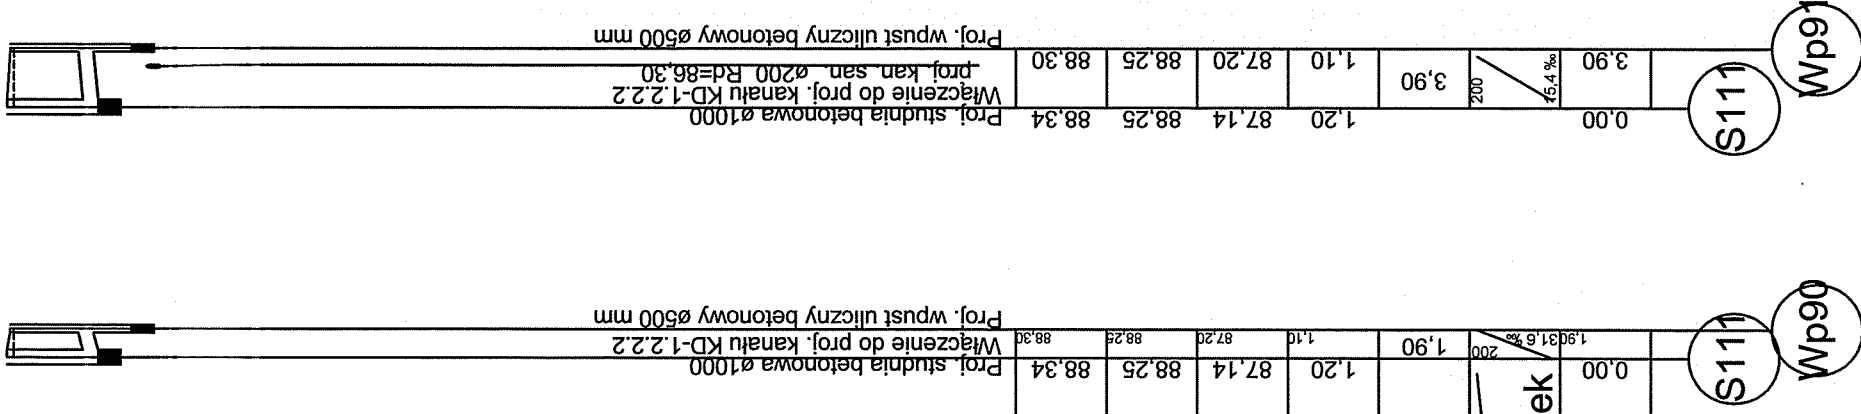 Proj. wpust uliczny betonowy ø500 mm
88,30 88,25 87,20 1,10 3,90 200 15,4 ‰ 3,90
Wp91
proj. kan. san. ø200 Rd=86,30
Włączenie do proj. kanału KD-1.2.2.2
Proj. studnia betonowa ø1000
88,34 88,25 87,14 1,20 0,00
S111
Proj. wpust uliczny betonowy ø500 mm
88,30 88,25 87,20 1,10 1,90 200 31,6 ‰ 1,90
Wp90
Włączenie do proj. kanału KD-1.2.2.2
Proj. studnia betonowa ø1000
88,34 88,25 87,14 1,20 0,00
S111
ek